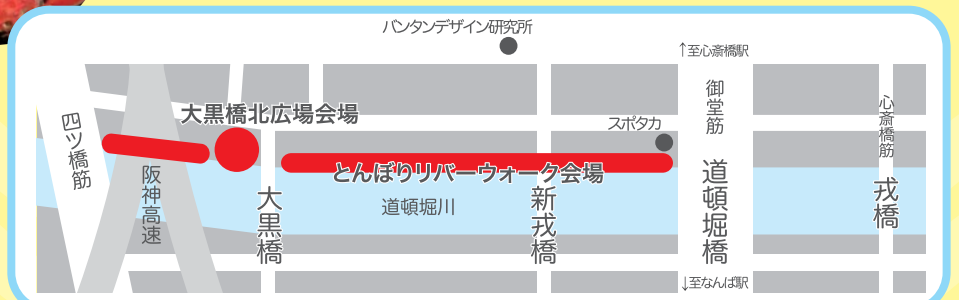 バンタンデザイン研究所
↑至心斎橋駅
四ツ橋筋
大黒橋北広場会場
御堂筋
心斎橋筋
スポタカ
阪神高速
とんぼりリバーウォーク会場
大黒橋
道頓堀川
新戎橋
道頓堀橋
戎橋
↓至なんば駅